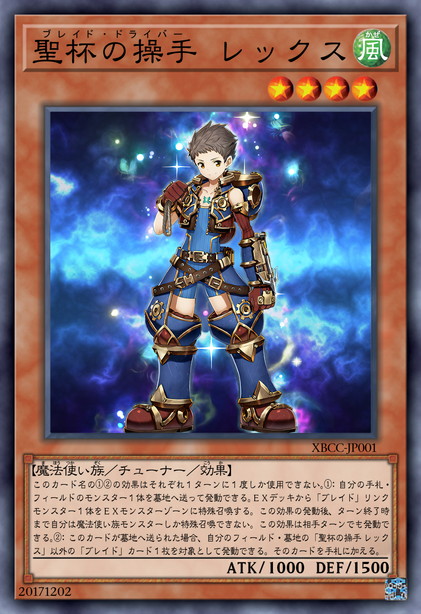 ブレイド・ドライバー
聖杯の操手 レックス
かぜ
風
XBCC-JP001
【魔法使い族／チューナー／効果】
このカード名の①②の効果はそれぞれ１ターンに１度しか使用できない。①：自分の手札・
フィールドのモンスター１体を墓地へ送って発動できる。ＥＸデッキから「ブレイド」リンク
モンスター１体をＥＸモンスターゾーンに特殊召喚する。この効果の発動後、ターン終了時
まで自分は魔法使い族モンスターしか特殊召喚できない。この効果は相手ターンでも発動で
きる。②：このカードが墓地へ送られた場合、自分のフィールド・墓地の「聖杯の操手 レック
ス」以外の「ブレイド」カード１枚を対象として発動できる。そのカードを手札に加える。
ATK/1000 DEF/1500
20171202